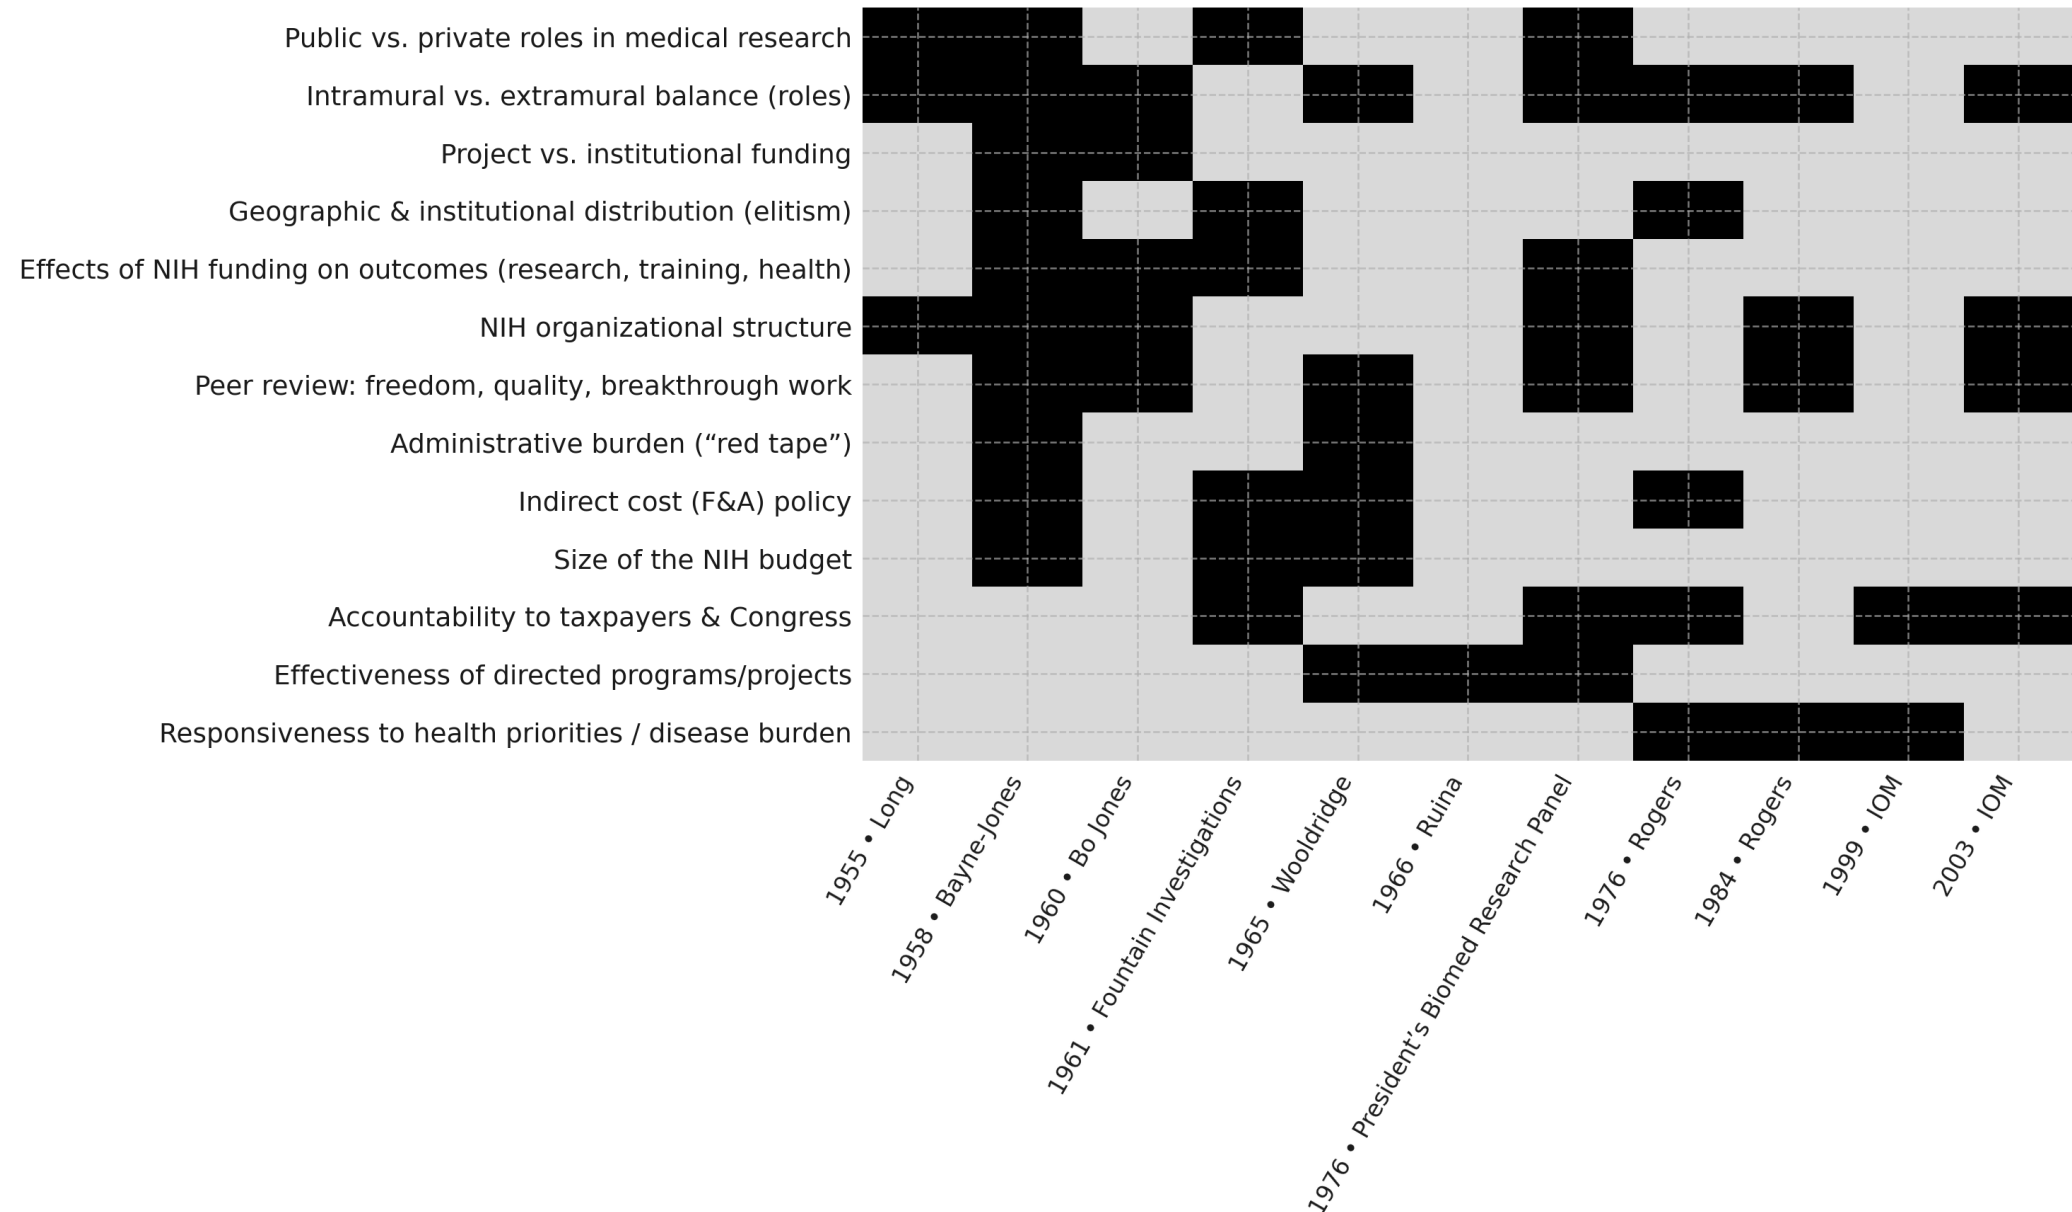 Public vs. private roles in medical research
Intramural vs. extramural balance (roles)
Project vs. institutional funding
Geographic & institutional distribution (elitism)
Effects of NIH funding on outcomes (research, training, health)
NIH organizational structure
Peer review: freedom, quality, breakthrough work
Administrative burden (“red tape”)
Indirect cost (F&A) policy
Size of the NIH budget
Accountability to taxpayers & Congress
Effectiveness of directed programs/projects
Responsiveness to health priorities / disease burden
1955 • Long
1958 • Bayne-Jones
1960 • Bo Jones
1961 • Fountain Investigations
1965 • Wooldridge
1966 • Ruina
1976 • President’s Biomed Research Panel
1976 • Rogers
1984 • Rogers
1999 • IOM
2003 • IOM